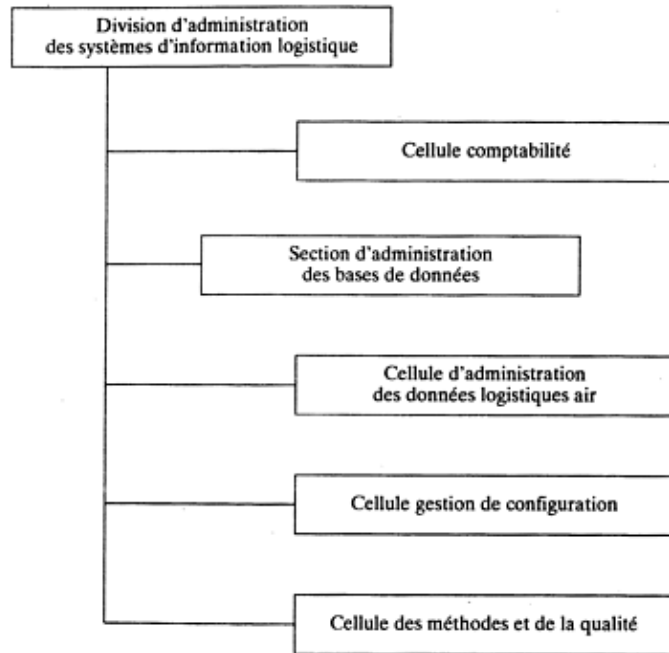 Division d'administration
des systèmes d'information logistique
Cellule comptabilité
Section d'administration
des bases de données
Cellule d'administration
des données logistiques air
Cellule gestion de configuration
Cellule des méthodes et de la qualité